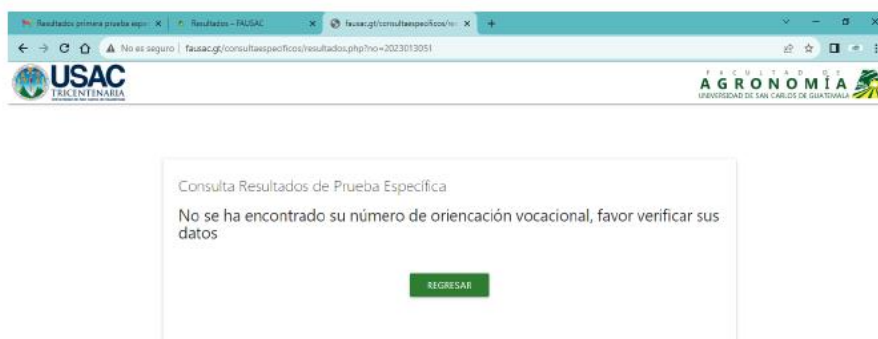 Resultados primera prueba espec
Resultados – FAUSAC
fausac.gt/consultaespecificos/re
No es seguro | fausac.gt/consultaespecificos/resultados.php?no=2023013051
USAC
TRICENTENARIA
FACULTAD DE
AGRONOMÍA
UNIVERSIDAD DE SAN CARLOS DE GUATEMALA
Consulta Resultados de Prueba Específica
No se ha encontrado su número de oriencación vocacional, favor verificar sus
datos
REGRESAR